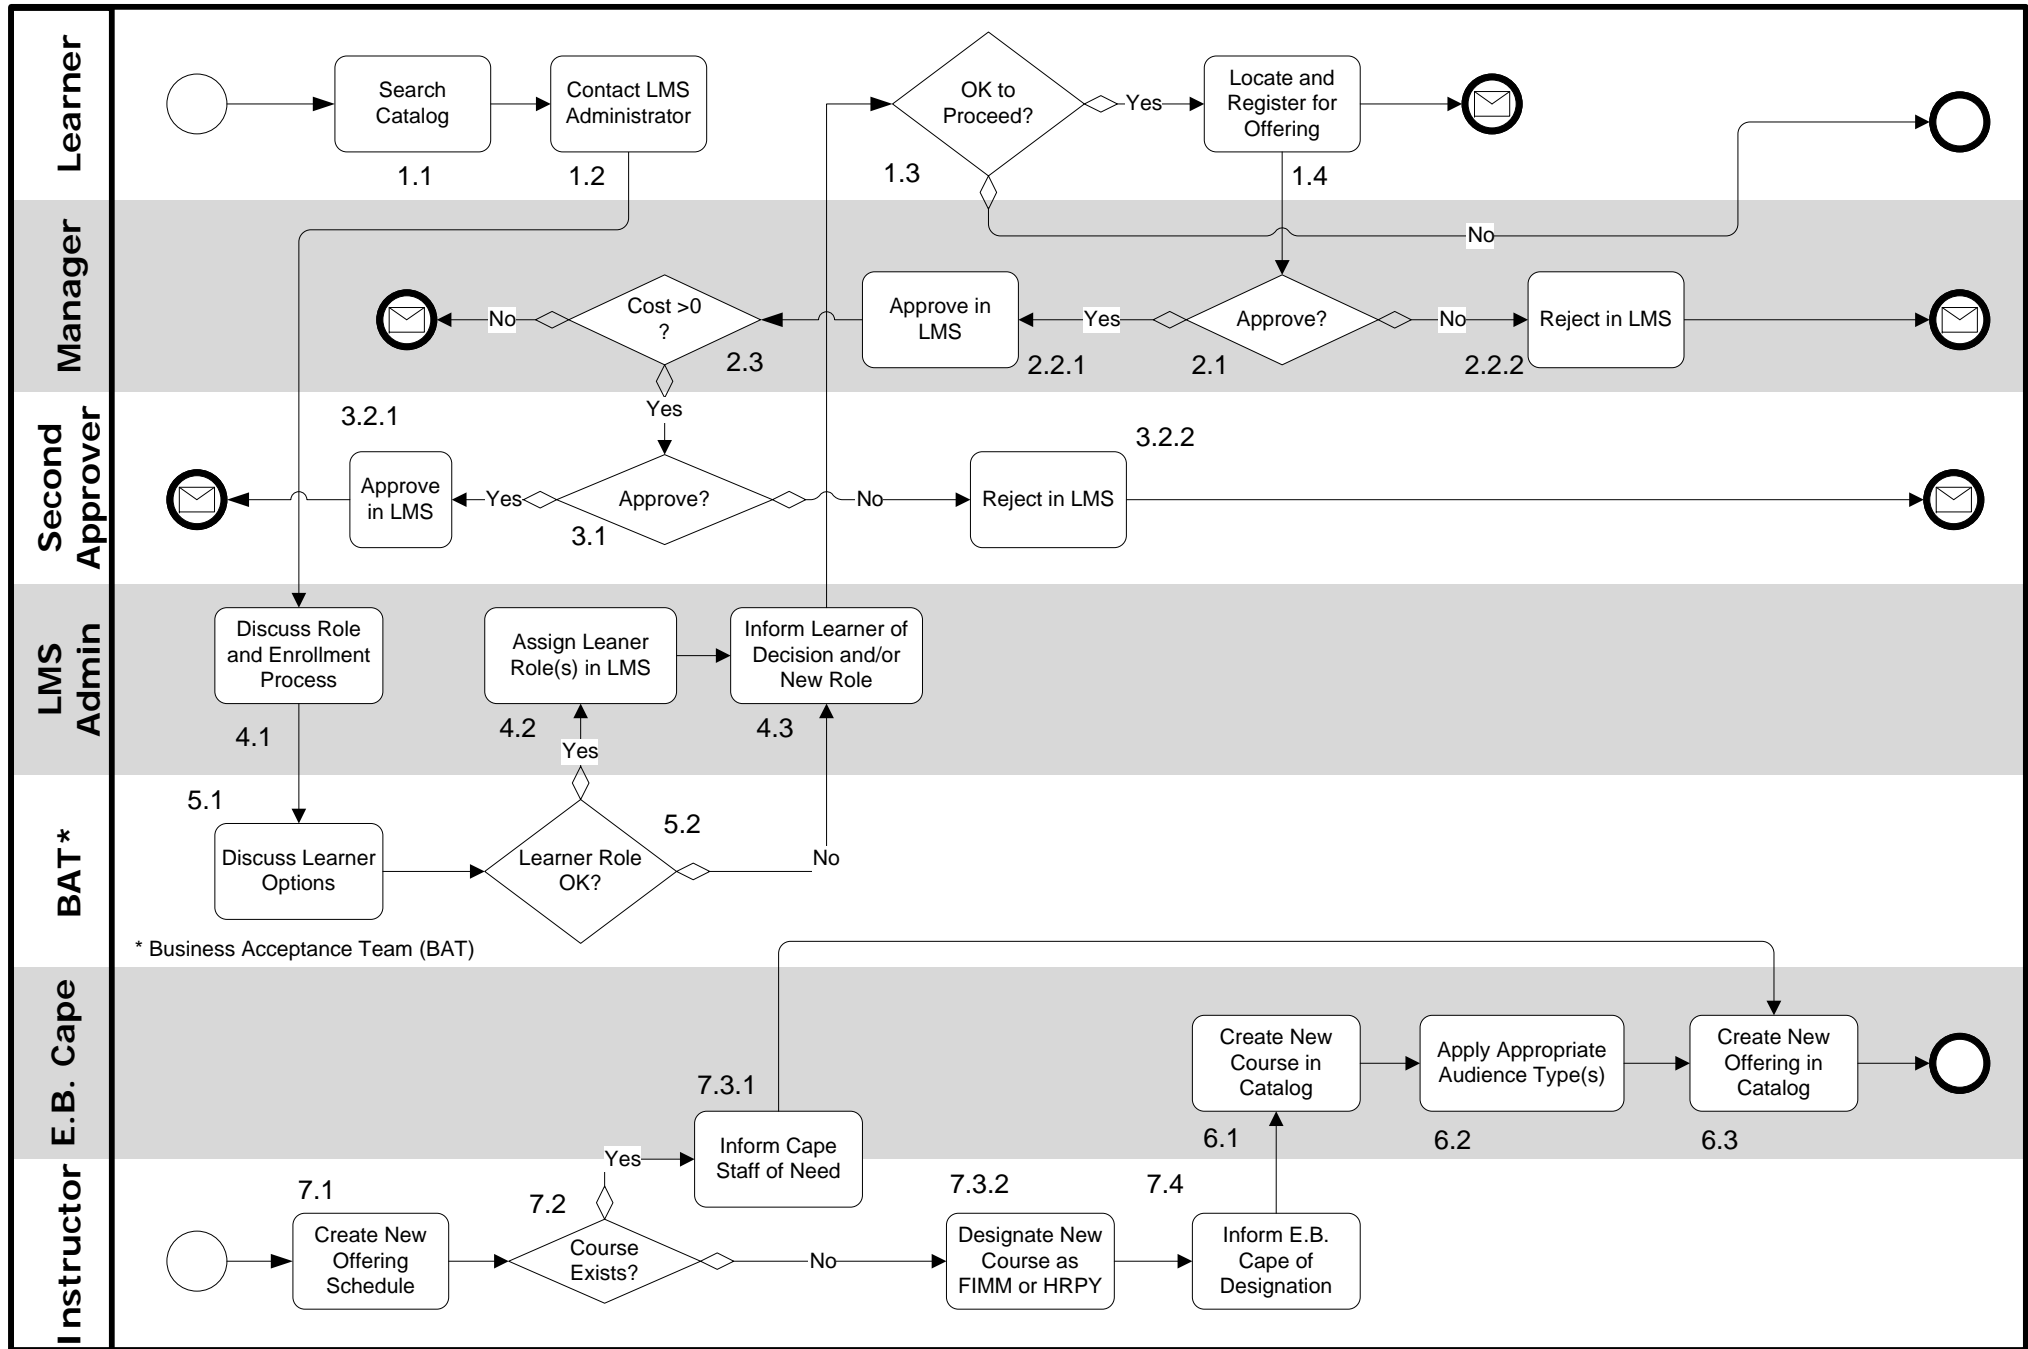 Learner
Search
Catalog
1.1
Contact LMS
Administrator
1.2
OK to
Proceed?
1.3
Yes
Locate and
Register for
Offering
1.4
No
Manager
No
Cost >0
?
2.3
Yes
Approve in
LMS
2.2.1
Yes
Approve?
2.1
No
2.2.2
Reject in LMS
Second
Approver
3.2.1
Approve
in LMS
Yes
Approve?
3.1
No
Reject in LMS
3.2.2
LMS
Admin
Discuss Role
and Enrollment
Process
4.1
Assign Leaner
Role(s) in LMS
4.2
Yes
Inform Learner of
Decision and/or
New Role
4.3
BAT*
5.1
Discuss Learner
Options
Learner Role
OK?
5.2
No
* Business Acceptance Team (BAT)
E.B. Cape
Create New
Course in
Catalog
6.1
Apply Appropriate
Audience Type(s)
6.2
Create New
Offering in
Catalog
6.3
Instructor
7.1
Create New
Offering
Schedule
7.2
Course
Exists?
Yes
7.3.1
Inform Cape
Staff of Need
No
7.3.2
Designate New
Course as
FIMM or HRPY
7.4
Inform E.B.
Cape of
Designation